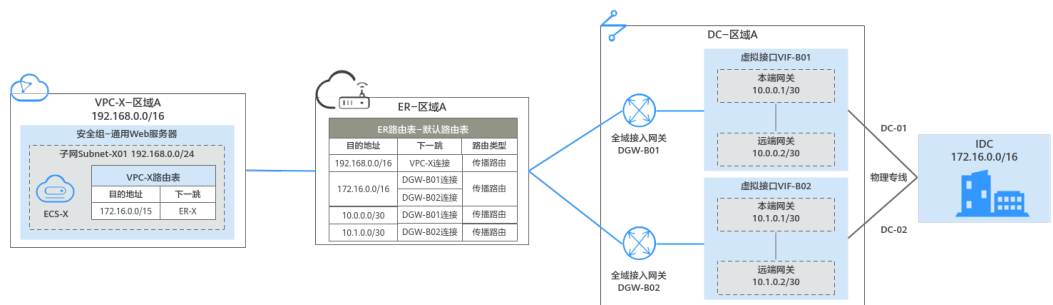 VPC-X-区域A
192.168.0.0/16
安全组-通用Web服务器
子网Subnet-X01 192.168.0.0/24
ECS-X
VPC-X路由表
目的地址 下一跳
172.16.0.0/15 ER-X
ER-区域A
ER路由表-默认路由表
目的地址 下一跳 路由类型
192.168.0.0/16 VPC-X连接 传播路由
172.16.0.0/16 DGW-B01连接 传播路由
DGW-B02连接
10.0.0.0/30 DGW-B01连接 传播路由
10.1.0.0/30 DGW-B02连接 传播路由
DC-区域A
全域接入网关
DGW-B01
虚拟接口VIF-B01
本端网关
10.0.0.1/30
远端网关
10.0.0.2/30
全域接入网关
DGW-B02
虚拟接口VIF-B02
本端网关
10.1.0.1/30
远端网关
10.1.0.2/30
DC-01
物理专线
DC-02
IDC
172.16.0.0/16